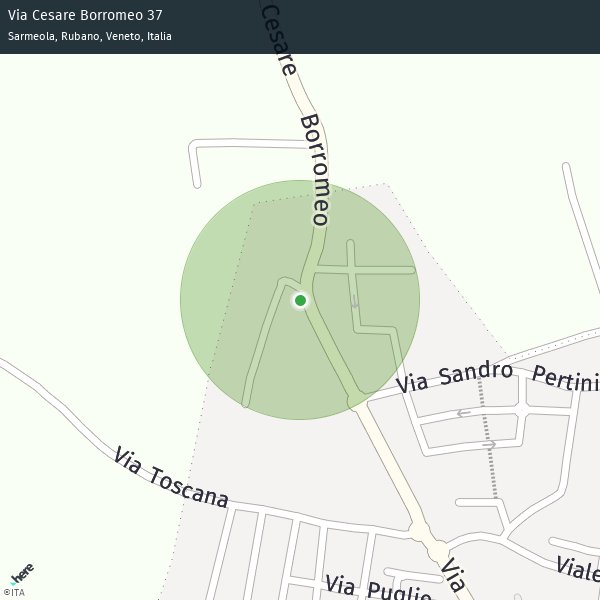 Via Cesare Borromeo 37
Sarmeola, Rubano, Veneto, Italia
Cesare
Borromeo
Via Sandro Pertini
Via Toscana
Via
Viale
Via Puglie
here
©ITA